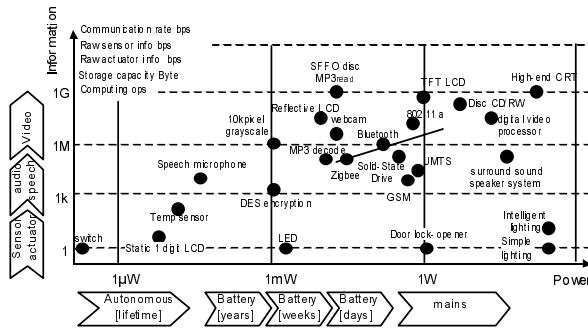 Communication rate bps
Raw sensor info bps
Raw actuator info bps
Storage capacity Byte
Computing ops
Information
SFFO disc
MP3read
TFT LCD
High-end CRT
1G
Reflective LCD
802.11a
Disc CD/RW
10kpixel
grayscale
webcam
digital video
processor
Bluetooth
Video
1M
MP3 decode
Zigbee
Solid-State
Drive
UMTS
Speech microphone
surround sound
speaker system
audio
speech
1k
DES encryption
GSM
Temp sensor
Intelligent
lighting
Sensor
actuator
switch
Static 1 digit LCD
LED
Door lock-opener
Simple
lighting
1
1µW
1mW
1W
Power
Autonomous
[lifetime]
Battery
[years]
Battery
[weeks]
Battery
[days]
mains